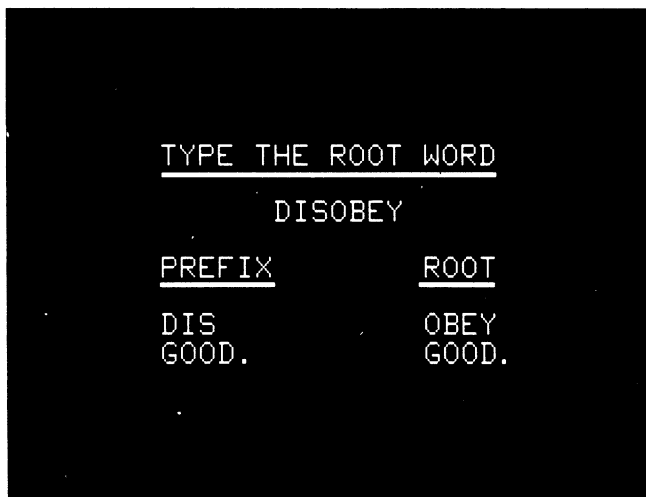 TYPE THE ROOT WORD
DISOBEY
PREFIX ROOT
DIS OBEY
GOOD. GOOD.